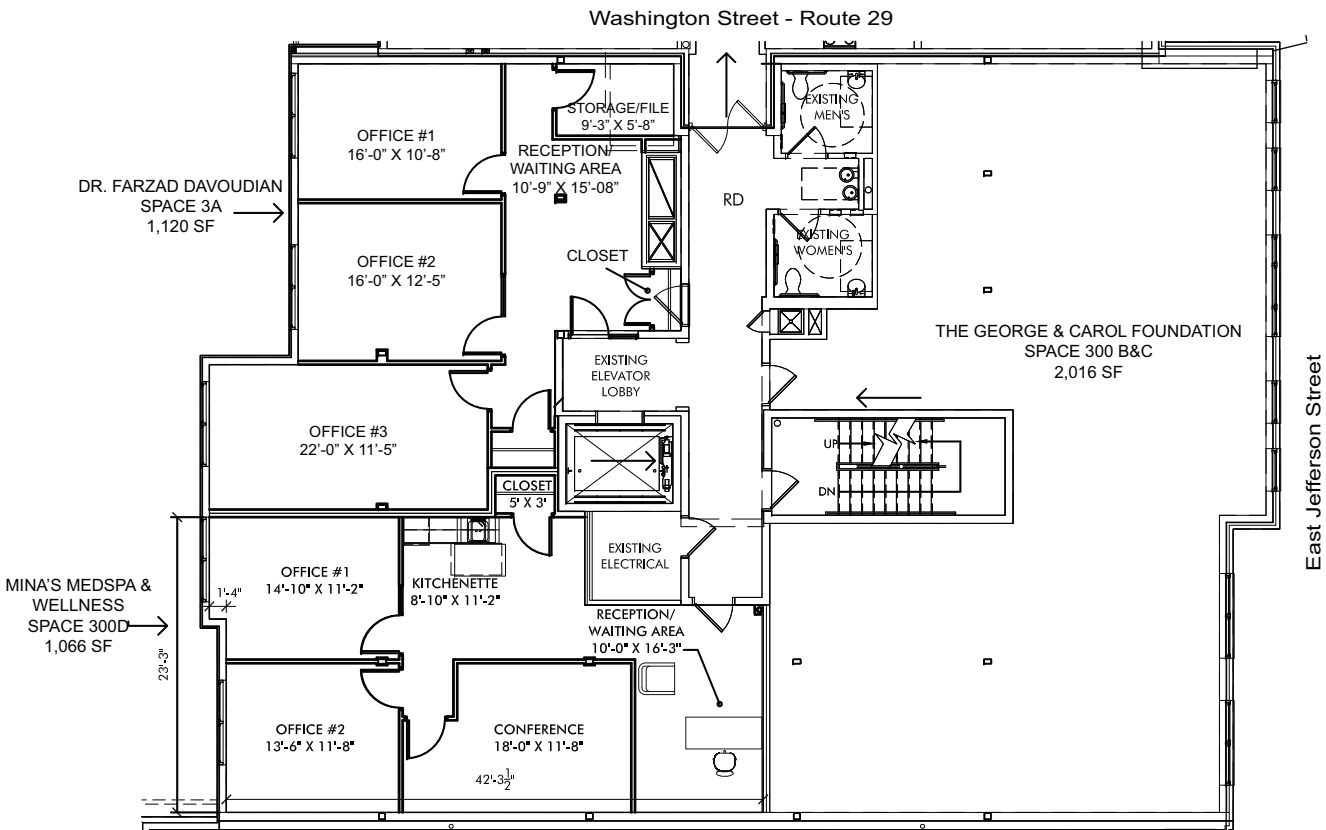 Washington Street - Route 29
OFFICE #1
16’-0” X 10’-8”
STORAGE/FILE
9’-3” X 5’-8”
RECEPTION/
WAITING AREA
10’-9” X 15’-08”
EXISTING
MEN'S
RD
DR. FARZAD DAVOUDIAN
SPACE 3A
1,120 SF
OFFICE #2
16’-0” X 12’-5”
CLOSET
EXISTING
WOMEN'S
EXISTING
ELEVATOR
LOBBY
THE GEORGE & CAROL FOUNDATION
SPACE 300 B&C
2,016 SF
East Jefferson Street
OFFICE #3
22’-0” X 11’-5”
UP
DN
CLOSET
5’ X 3’
EXISTING
ELECTRICAL
MINA’S MEDSPA &
WELLNESS
SPACE 300D
1,066 SF
OFFICE #1
14'-10" X 11'-2"
1'-4"
KITCHENETTE
8'-10" X 11'-2"
RECEPTION/
WAITING AREA
10'-0" X 16'-3"
23'-3"
OFFICE #2
13'-6" X 11'-8"
CONFERENCE
18'-0" X 11'-8"
42'-3 1/2"